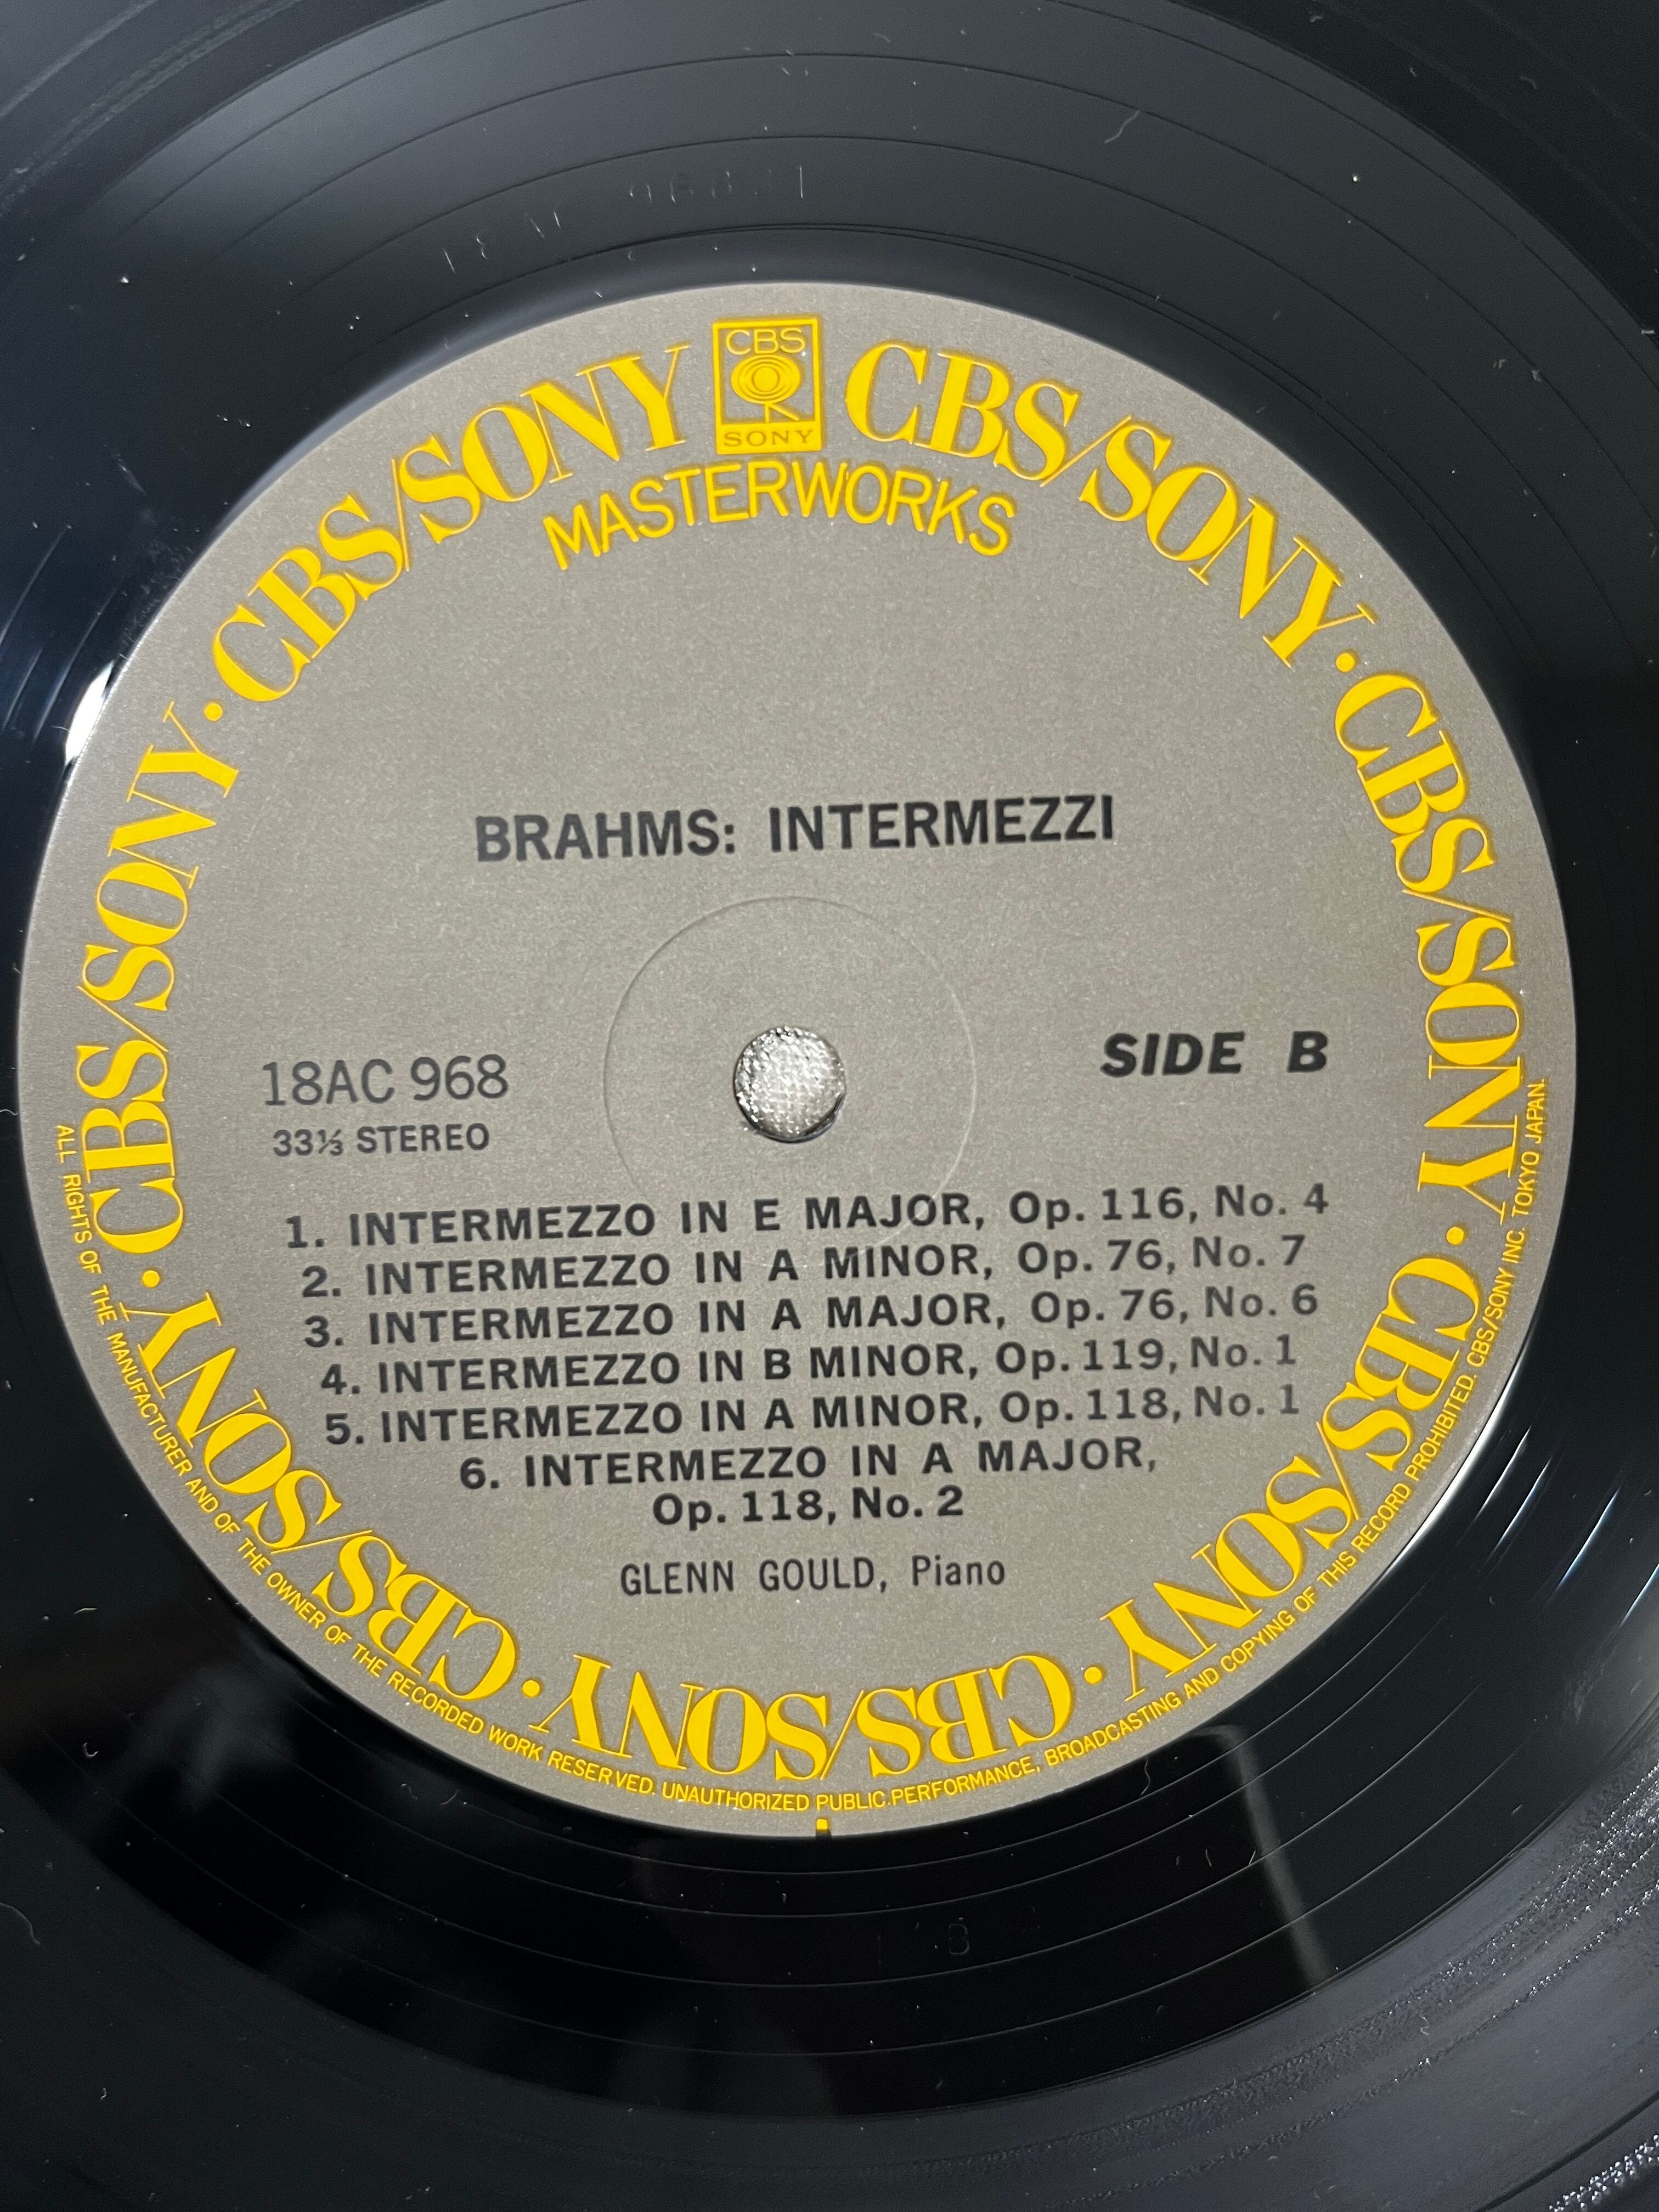 CBS
SONY
CBS/SONY · CBS/SONY · CBS/SONY · CBS/SONY · CBS/SONY · CBS/SONY · CBS/SONY · CBS/SONY
MASTERWORKS
BRAHMS: INTERMEZZI
18AC 968
SIDE B
33⅓ STEREO
1. INTERMEZZO IN E MAJOR, Op. 116, No. 4
2. INTERMEZZO IN A MINOR, Op. 76, No. 7
3. INTERMEZZO IN A MAJOR, Op. 76, No. 6
4. INTERMEZZO IN B MINOR, Op. 119, No. 1
5. INTERMEZZO IN A MINOR, Op. 118, No. 1
6. INTERMEZZO IN A MAJOR,
Op. 118, No. 2
GLENN GOULD, Piano
ALL RIGHTS OF THE MANUFACTURER AND OF THE OWNER OF THE RECORDED WORK RESERVED. UNAUTHORIZED PUBLIC PERFORMANCE, BROADCASTING AND COPYING OF THIS RECORD PROHIBITED. CBS/SONY INC. TOKYO JAPAN.